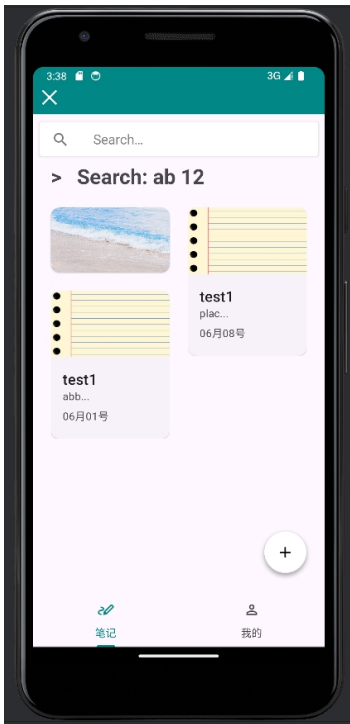 3:38 3G
Search…
> Search: ab 12
test1
plac...
06月08号
test1
abb...
06月01号
+
笔记 我的